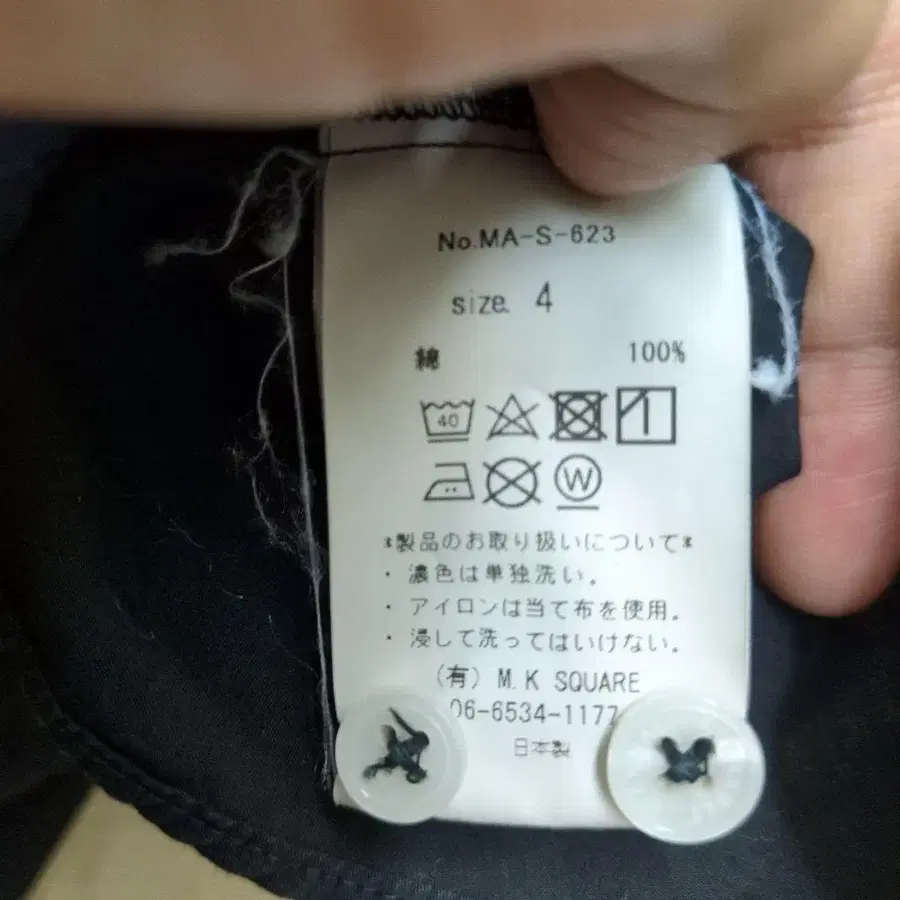 No.MA-S-623
size. 4
綿 100%
40
W
*製品のお取り扱いについて*
・濃色は単独洗い。
・アイロンは当て布を使用。
・浸して洗ってはいけない。
(有) M.K SQUARE
06-6534-1177
日本製